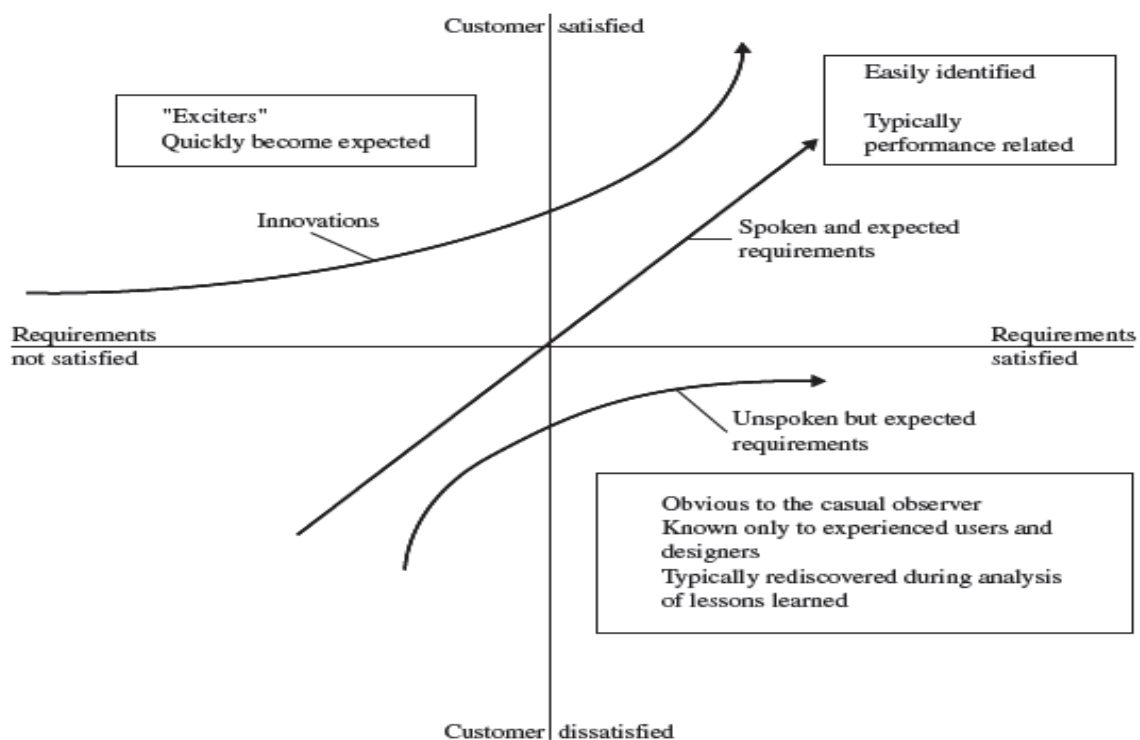 Customer satisfied
"Exciters"
Quickly become expected
Easily identified
Typically
performance related
Innovations
Spoken and expected
requirements
Requirements
not satisfied
Requirements
satisfied
Unspoken but expected
requirements
Obvious to the casual observer
Known only to experienced users and
designers
Typically rediscovered during analysis
of lessons learned
Customer dissatisfied